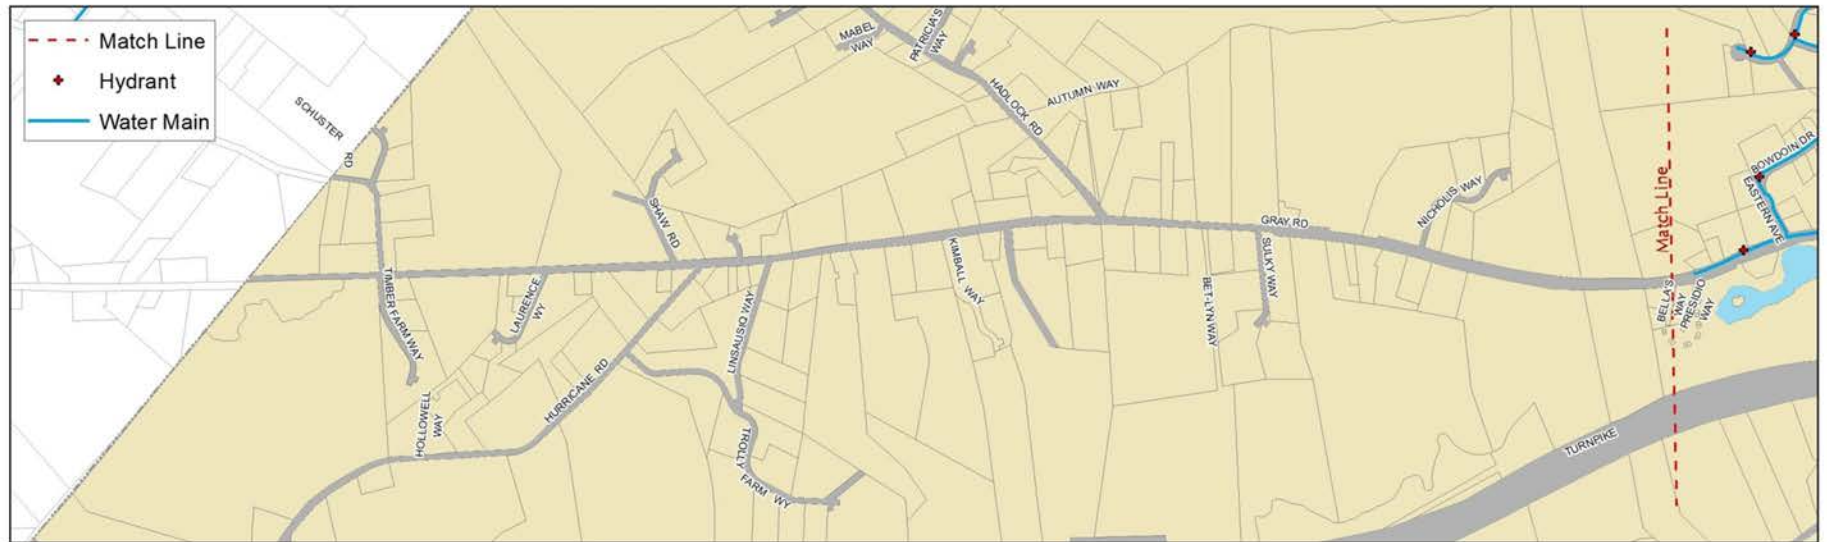 Match Line
Hydrant
Water Main
SCHUSTER
RD
MABEL
WAY
PATRICIA'S
WAY
HADLOCK RD
AUTUMN WAY
SHAW RD
NICHOLIS WAY
GRAY RD
Match Line
BOWDOIN DR
EASTERN AVE
TIMBER FARM WAY
LAURENCE
WY
LINSAUSIQ WAY
KIMBALL WAY
BET-LYN WAY
SULKY WAY
BELLA'S
WAY
PRESIDIO
WAY
HURRICANE RD
HOLLOWELL
WAY
TROLLY
FARM WY
TURNPIKE